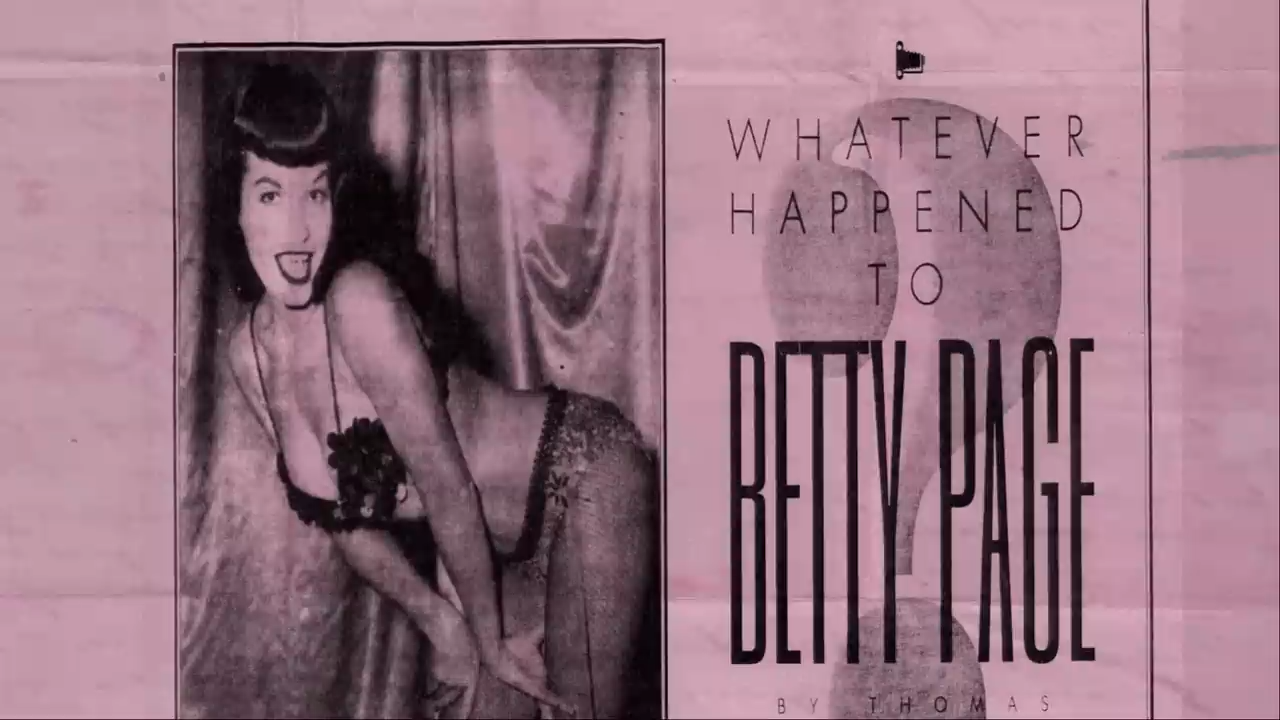 WHATEVER
HAPPENED
TO
BETTY PAGE
BY THOMAS